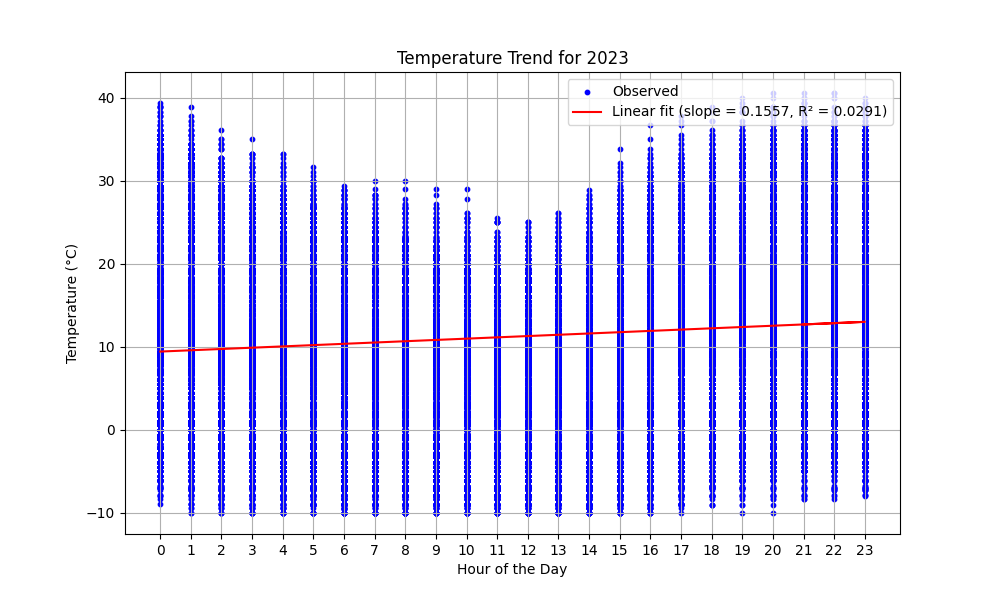 Temperature Trend for 2023
Observed
Linear fit (slope = 0.1557, R² = 0.0291)
Temperature (°C)
40
30
20
10
0
−10
0 1 2 3 4 5 6 7 8 9 10 11 12 13 14 15 16 17 18 19 20 21 22 23
Hour of the Day